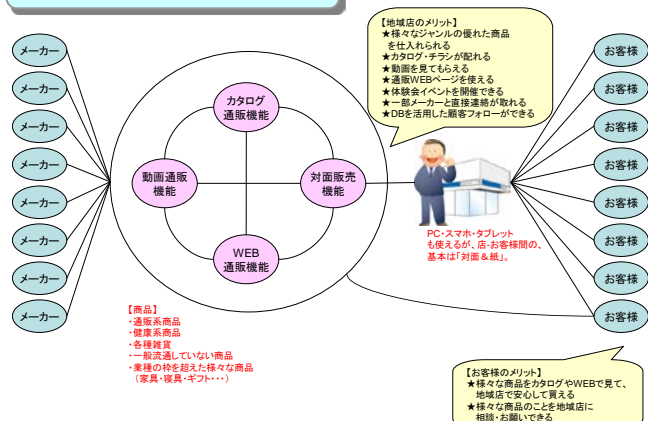 【地域店のメリット】
★様々なジャンルの優れた商品
を仕入れられる
★カタログ・チラシが配れる
★動画を見てもらえる
★通販WEBページを使える
★体験会イベントを開催できる
★一部メーカーと直接連絡が取れる
★DBを活用した顧客フォローができる
メーカー
メーカー
メーカー
メーカー
メーカー
メーカー
メーカー
メーカー
カタログ
通販機能
動画通販
機能
対面販売
機能
WEB
通販機能
お客様
お客様
お客様
お客様
お客様
お客様
お客様
お客様
PC・スマホ・タブレット
も使えるが、店-お客様間の、
基本は「対面＆紙」。
【商品】
・通販系商品
・健康系商品
・各種雑貨
・一般流通していない商品
・業種の枠を超えた様々な商品
（家具・寝具・ギフト・・・）
【お客様のメリット】
★様々な商品をカタログやWEBで見て、
地域店で安心して買える
★様々な商品のことを地域店に
相談・お願いできる